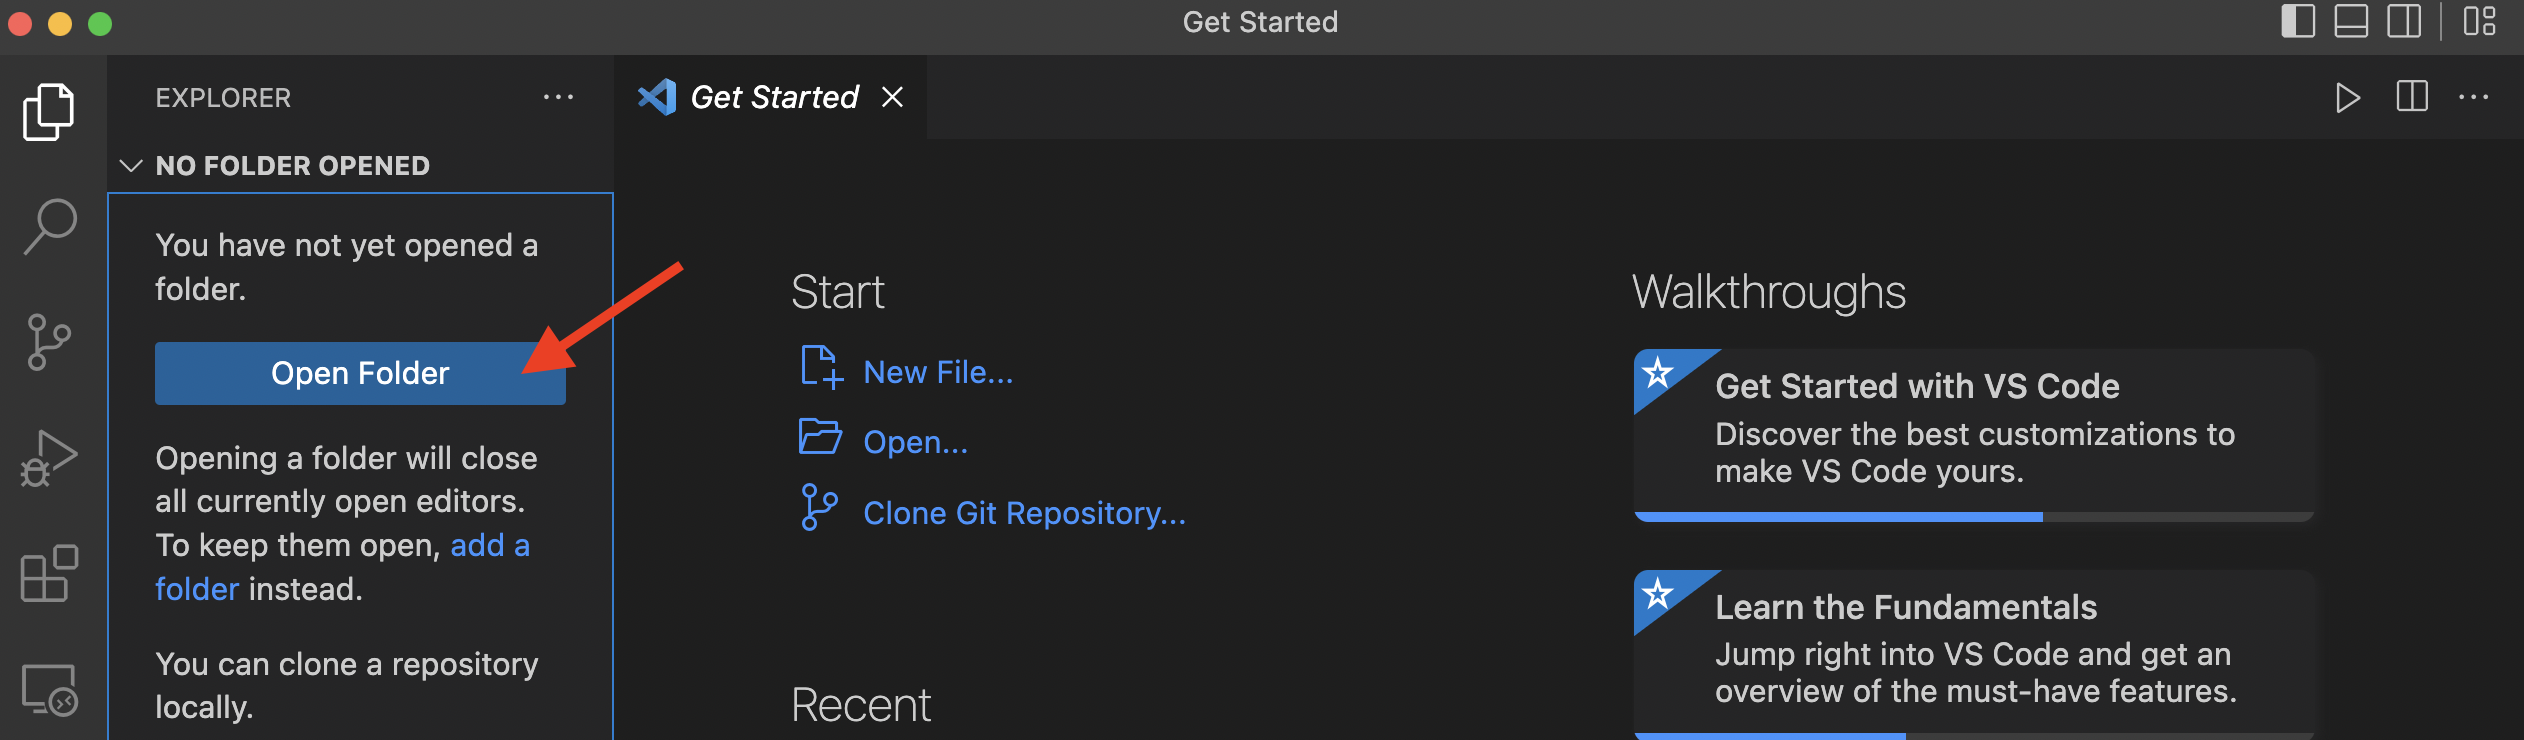 Get Started
EXPLORER
Get Started
NO FOLDER OPENED
You have not yet opened a
folder.
Open Folder
Opening a folder will close
all currently open editors.
To keep them open, add a
folder instead.
You can clone a repository
locally.
Start
New File...
Open...
Clone Git Repository...
Recent
Walkthroughs
Get Started with VS Code
Discover the best customizations to
make VS Code yours.
Learn the Fundamentals
Jump right into VS Code and get an
overview of the must-have features.